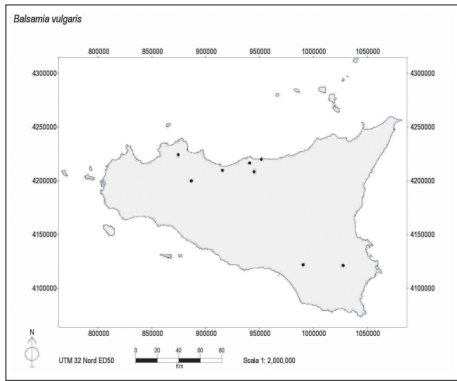 Balsamia vulgaris
800000 850000 900000 950000 1000000 1050000
4300000 4300000
4250000 4250000
4200000 4200000
4150000 4150000
4100000 4100000
800000 850000 900000 950000 1000000 1050000
N
UTM 32 Nord ED50
0 20 40 60 80
Km
Scala 1: 2,000,000